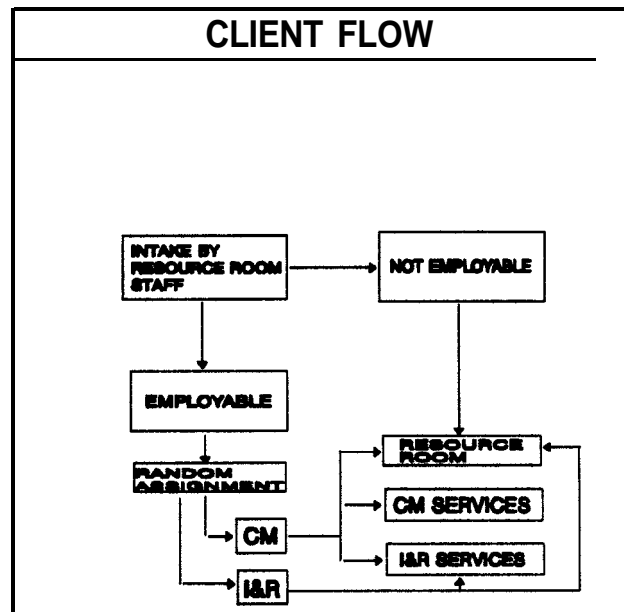 CLIENT FLOW
INTAKE BY
RESOURCE ROOM
STAFF
NOT EMPLOYABLE
EMPLOYABLE
RANDOM
ASSIGNMENT
RESOURCE
ROOM
CM SERVICES
CM
I&R SERVICES
I&R